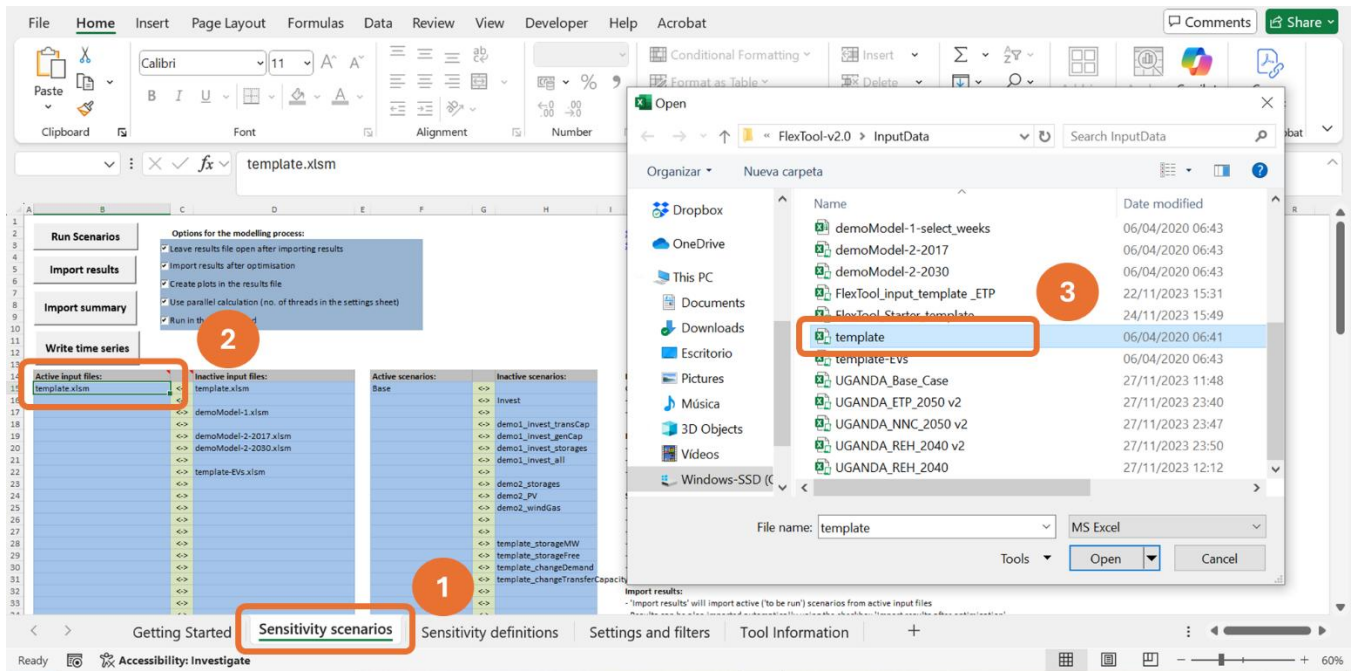 File Home Insert Page Layout Formulas Data Review View Developer Help Acrobat Comments Share
Calibri 11 A^ A˅ ab Conditional Formatting Insert Σ
Paste B I U A % Format as Table Delete
Clipboard Font Alignment Number
fx template.xlsm
A B C D E F G H I R
Run Scenarios
Import results
Import summary
Write time series
Options for the modelling process:
Leave results file open after importing results
Import results after optimisation
Create plots in the results file
Use parallel calculation (no. of threads in the settings sheet)
Run in th
2
Active input files: Inactive input files: Active scenarios: Inactive scenarios:
template.xlsm <-> template.xlsm Base <->
<-> <-> Invest
<-> demoModel-1.xlsm <->
<-> <-> demo1_invest_transCap
<-> demoModel-2-2017.xlsm <-> demo1_invest_genCap
<-> demoModel-2-2030.xlsm <-> demo1_invest_storages
<-> <-> demo1_invest_all
<-> template-EVs.xlsm <->
<-> <-> demo2_storages
<-> <-> demo2_PV
<-> <-> demo2_windGas
<-> <->
<-> <->
<-> <-> template_storageMW
<-> <-> template_storageFree
<-> <-> template_changeDemand
<-> <-> template_changeTransferCapacity
<-> <->
<-> <->
1
Import results:
- 'Import results' will import active ('to be run') scenarios from active input files
Open
« FlexTool-v2.0 > InputData Search InputData
Organizar Nueva carpeta
Dropbox
OneDrive
This PC
Documents
Downloads
Escritorio
Pictures
Música
3D Objects
Vídeos
Windows-SSD (C
Name Date modified
demoModel-1-select_weeks 06/04/2020 06:43
demoModel-2-2017 06/04/2020 06:43
demoModel-2-2030 06/04/2020 06:43
FlexTool_input_template _ETP 22/11/2023 15:31
FlexTool_Starter_template 24/11/2023 15:49
template 06/04/2020 06:41
template-EVs 06/04/2020 06:43
UGANDA_Base_Case 27/11/2023 11:48
UGANDA_ETP_2050 v2 27/11/2023 23:40
UGANDA_NNC_2050 v2 27/11/2023 23:47
UGANDA_REH_2040 v2 27/11/2023 23:50
UGANDA_REH_2040 27/11/2023 12:12
3
File name: template MS Excel
Tools Open Cancel
Getting Started Sensitivity scenarios Sensitivity definitions Settings and filters Tool Information +
Ready Accessibility: Investigate 60%